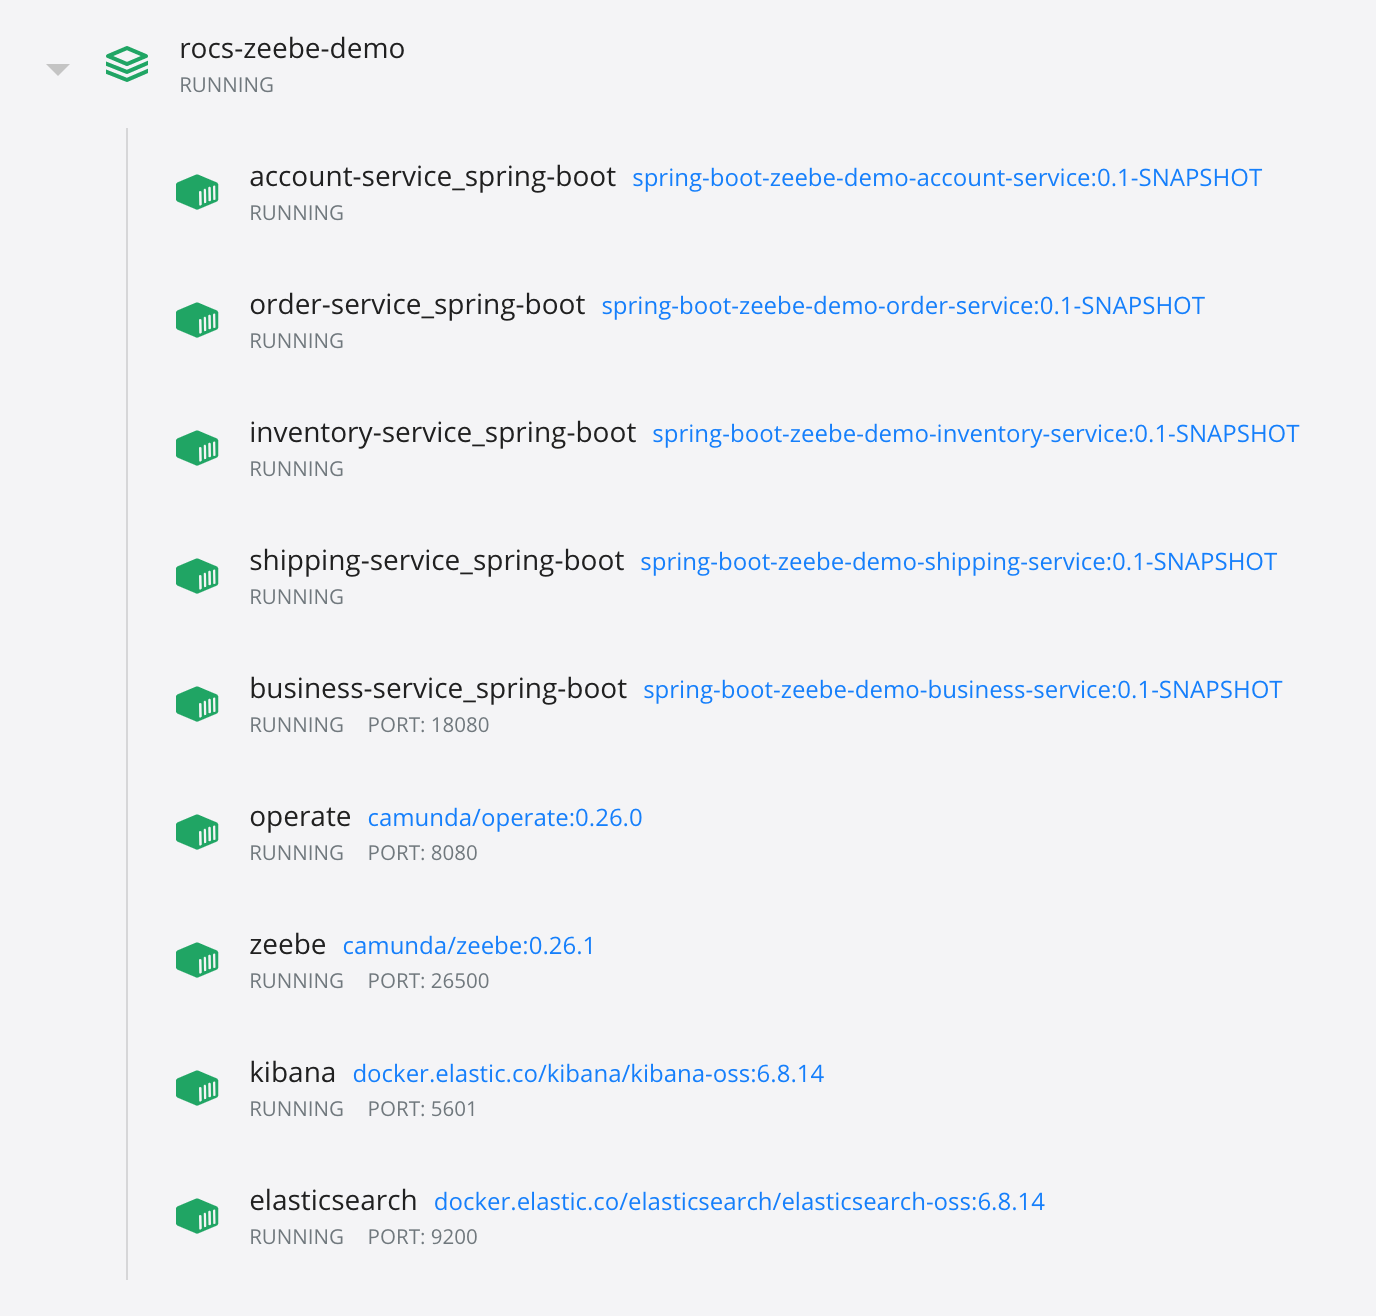 rocs-zeebe-demo
RUNNING
account-service_spring-boot spring-boot-zeebe-demo-account-service:0.1-SNAPSHOT
RUNNING
order-service_spring-boot spring-boot-zeebe-demo-order-service:0.1-SNAPSHOT
RUNNING
inventory-service_spring-boot spring-boot-zeebe-demo-inventory-service:0.1-SNAPSHOT
RUNNING
shipping-service_spring-boot spring-boot-zeebe-demo-shipping-service:0.1-SNAPSHOT
RUNNING
business-service_spring-boot spring-boot-zeebe-demo-business-service:0.1-SNAPSHOT
RUNNING PORT: 18080
operate camunda/operate:0.26.0
RUNNING PORT: 8080
zeebe camunda/zeebe:0.26.1
RUNNING PORT: 26500
kibana docker.elastic.co/kibana/kibana-oss:6.8.14
RUNNING PORT: 5601
elasticsearch docker.elastic.co/elasticsearch/elasticsearch-oss:6.8.14
RUNNING PORT: 9200